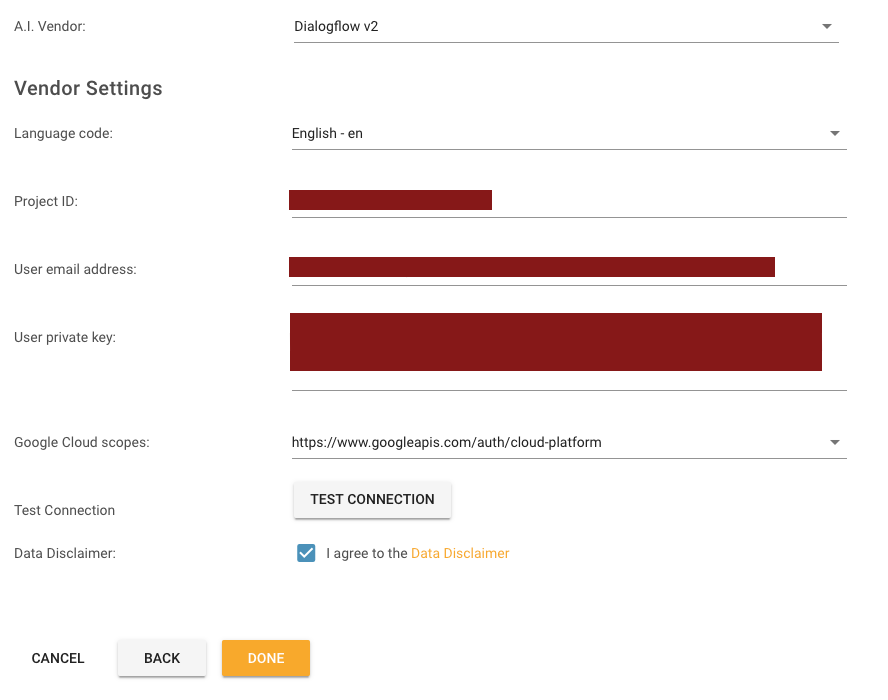 A.I. Vendor: Dialogflow v2
Vendor Settings
Language code: English - en
Project ID:
User email address:
User private key:
Google Cloud scopes: https://www.googleapis.com/auth/cloud-platform
Test Connection TEST CONNECTION
Data Disclaimer: I agree to the Data Disclaimer
CANCEL BACK DONE